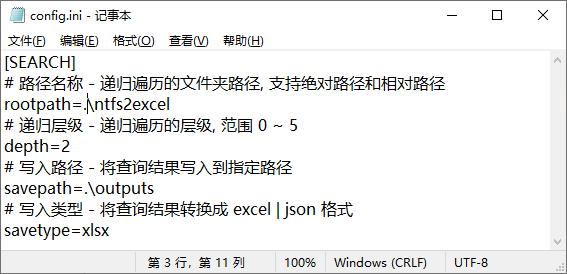 config.ini - 记事本
文件(F) 编辑(E) 格式(O) 查看(V) 帮助(H)
[SEARCH]
# 路径名称 - 递归遍历的文件夹路径, 支持绝对路径和相对路径
rootpath=.\ntfs2excel
# 递归层级 - 递归遍历的层级, 范围 0 ~ 5
depth=2
# 写入路径 - 将查询结果写入到指定路径
savepath=.\outputs
# 写入类型 - 将查询结果转换成 excel | json 格式
savetype=xlsx
第 3 行，第 11 列 100% Windows (CRLF) UTF-8